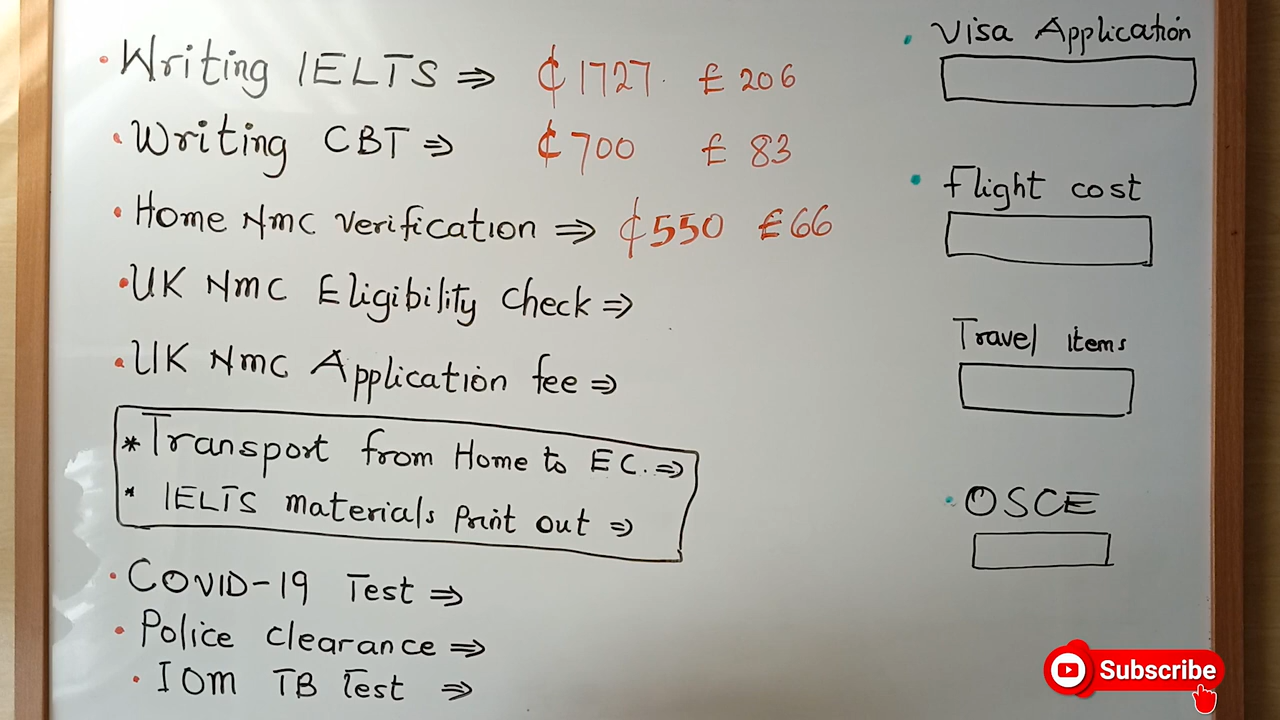 • Writing IELTS ⇒ ₵1727 £ 206
• Writing CBT ⇒ ₵700 £ 83
• Home NMC verification ⇒ ₵550 £66
• UK NMC Eligibility check ⇒
• UK NMC Application fee ⇒
* Transport from Home to EC. ⇒
* IELTS materials print out ⇒
• COVID-19 Test ⇒
• Police clearance ⇒
• IOM TB Test ⇒
• Visa Application
• Flight cost
Travel items
• OSCE
Subscribe